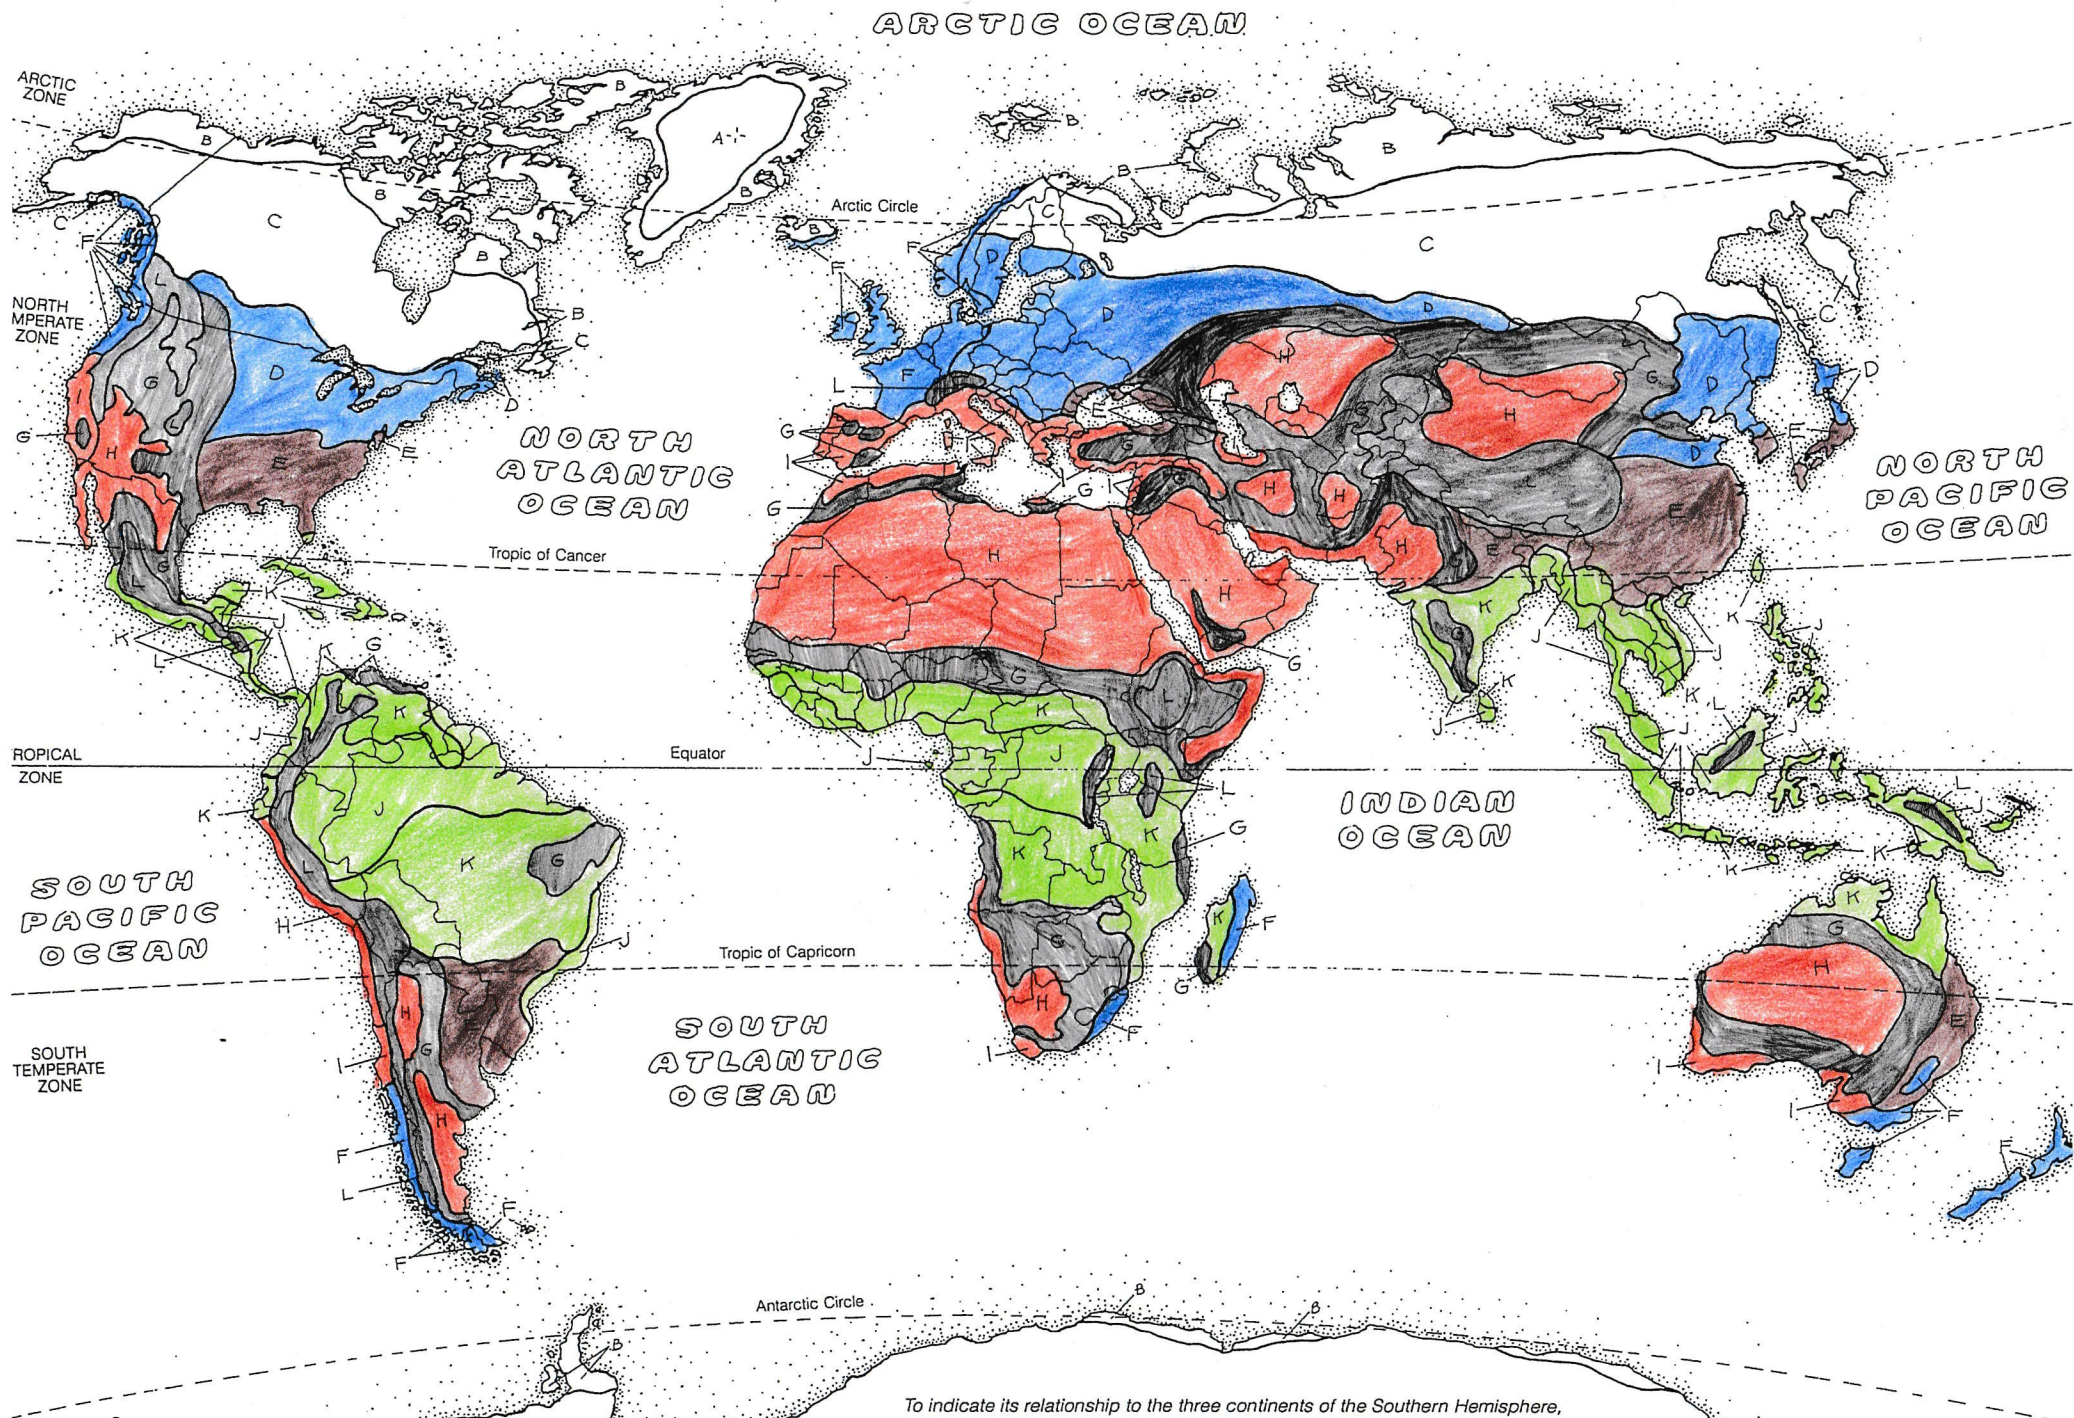 ARCTIC OCEAN
ARCTIC
ZONE
B
A
B
B
B
B
B
B
B
C
C
F
Arctic Circle
B
C
C
F
D
L
B
F
B
NORTH
MPERATE
ZONE
D
D
C
B
C
C
H
G
D
L
F
G
D
D
D
E
H
G
NORTH
ATLANTIC
OCEAN
G
H
E
E
G
I
G
D
E
NORTH
PACIFIC
OCEAN
G
G
H
H
L
E
Tropic of Cancer
H
H
E
G
L
G
K
H
K
K
J
K
J
J
K
L
K
G
G
G
L
K
J
K
L
K
J
J
J
K
J
ROPICAL
ZONE
Equator
L
L
J
K
J
INDIAN
OCEAN
K
G
K
K
G
L
K
K
K
SOUTH
PACIFIC
OCEAN
H
K
F
G
J
Tropic of Capricorn
H
G
H
H
E
E
SOUTH
ATLANTIC
OCEAN
F
SOUTH
TEMPERATE
ZONE
I
G
I
I
H
I
F
F
F
L
F
F
Antarctic Circle
B
B
B
To indicate its relationship to the three continents of the Southern Hemisphere,